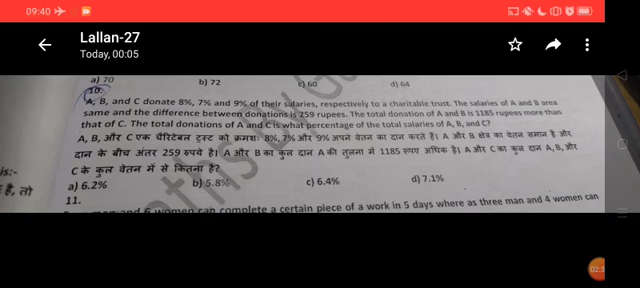 09:40
Lallan-27
Today, 00:05
a) 70 b) 72 c) 60 d) 64
10.
A, B, and C donate 8%, 7% and 9% of their salaries, respectively to a charitable trust. The salaries of A and B area
same and the difference between donations is 259 rupees. The total donation of A and B is 1185 rupees more than
that of C. The total donations of A and C is what percentage of the total salaries of A, B, and C?
A, B, और C एक चैरिटेबल ट्रस्ट को क्रमशः 8%, 7% और 9% अपने वेतन का दान करते हैं। A और B क्षेत्र का वेतन समान है और
दान के बीच अंतर 259 रुपये है। A और B का कुल दान A की तुलना में 1185 रुपए अधिक है। A और C का कुल दान A, B, और
C के कुल वेतन में से कितना है?
a) 6.2% b) 5.8% c) 6.4% d) 7.1%
11.
and 6 women can complete a certain piece of a work in 5 days where as three man and 4 women can
is:-
है, तो
02:3